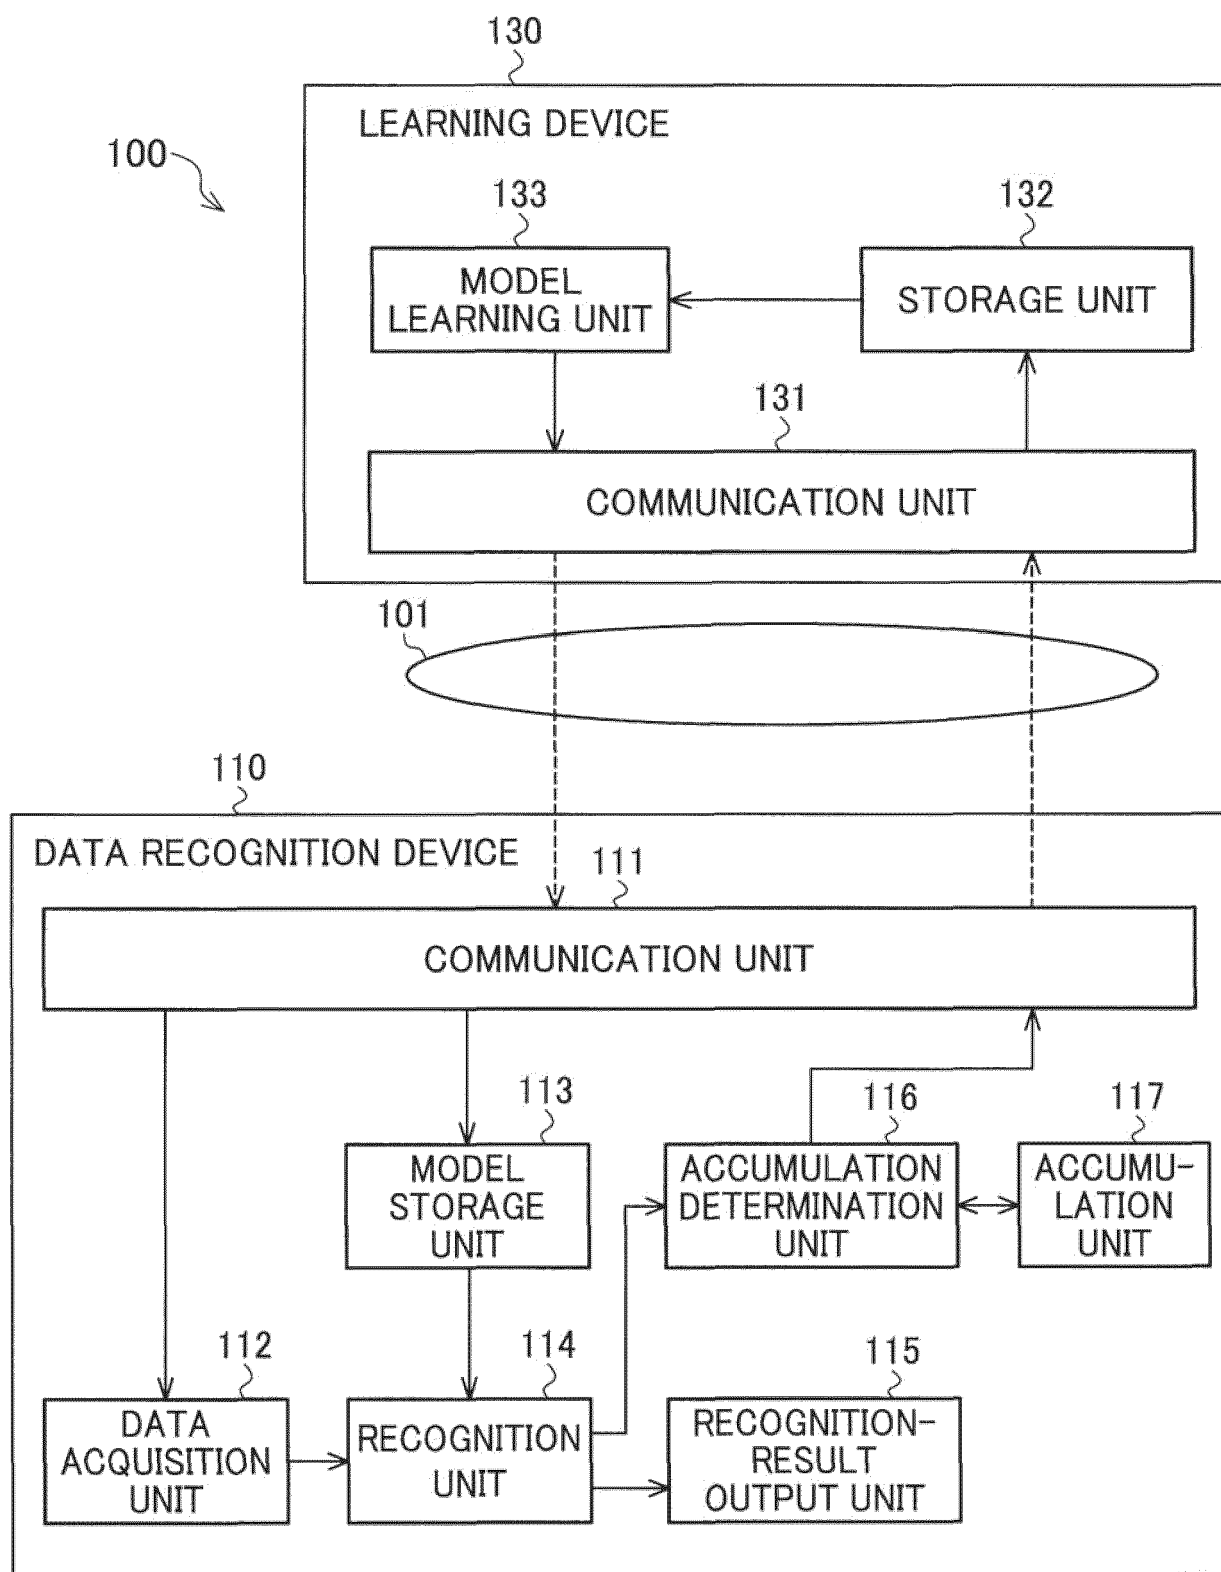 130
LEARNING DEVICE
100
133
132
MODEL
LEARNING UNIT
STORAGE UNIT
131
COMMUNICATION UNIT
101
110
DATA RECOGNITION DEVICE
111
COMMUNICATION UNIT
113
116
117
MODEL
STORAGE
UNIT
ACCUMULATION
DETERMINATION
UNIT
ACCUMU-
LATION
UNIT
112
114
115
DATA
ACQUISITION
UNIT
RECOGNITION
UNIT
RECOGNITION-
RESULT
OUTPUT UNIT